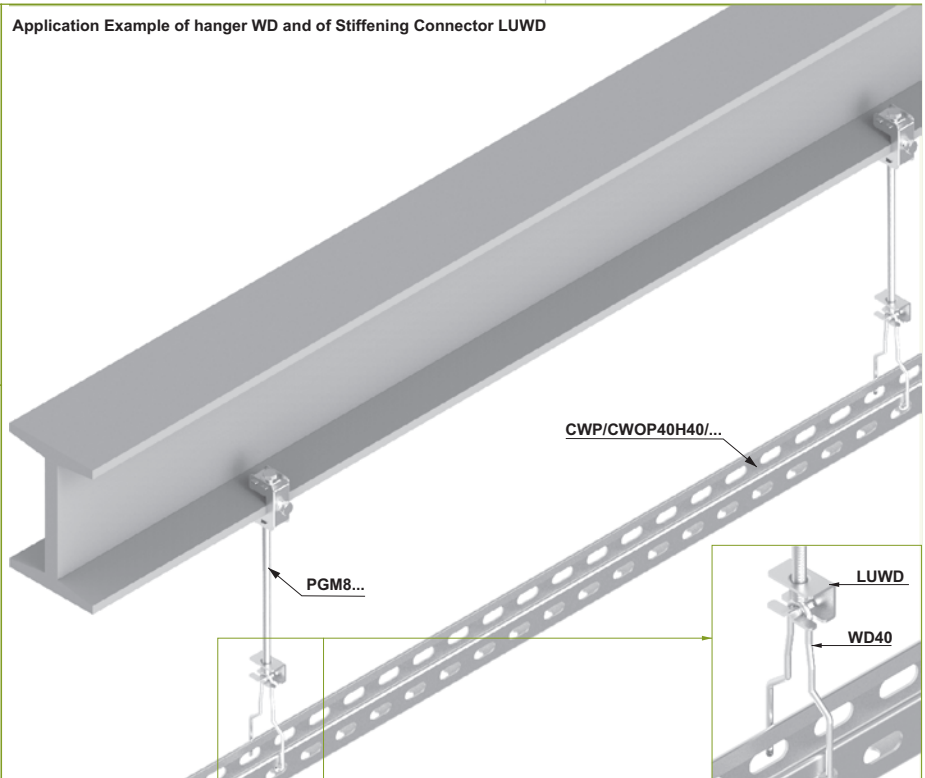 Application Example of hanger WD and of Stiffening Connector LUWD
CWP/CWOP40H40/...
PGM8...
LUWD
WD40